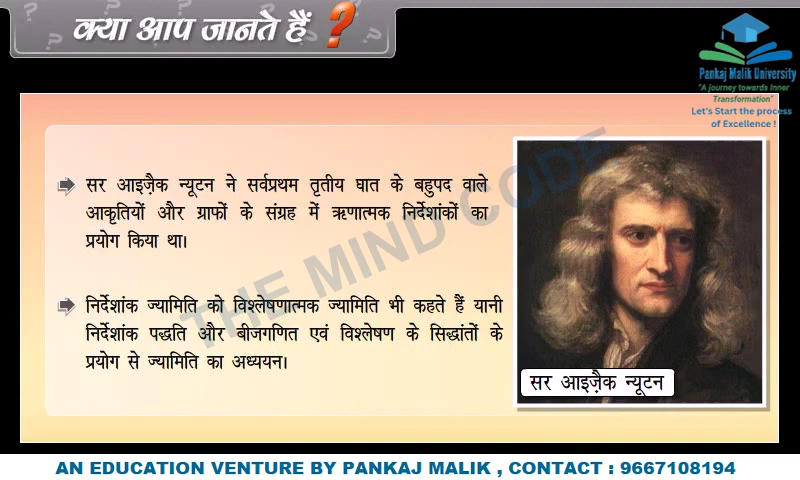 क्या आप जानते हैं ?
Pankaj Malik University
"A journey towards Inner
Transformation"
Let's Start the process
of Excellence !
सर आइज़ैक न्यूटन ने सर्वप्रथम तृतीय घात के बहुपद वाले
आकृतियों और ग्राफों के संग्रह में ऋणात्मक निर्देशांकों का
प्रयोग किया था।
निर्देशांक ज्यामिति को विश्लेषणात्मक ज्यामिति भी कहते हैं यानी
निर्देशांक पद्धति और बीजगणित एवं विश्लेषण के सिद्धांतों के
प्रयोग से ज्यामिति का अध्ययन।
THE MIND CODE
सर आइज़ैक न्यूटन
AN EDUCATION VENTURE BY PANKAJ MALIK , CONTACT : 9667108194